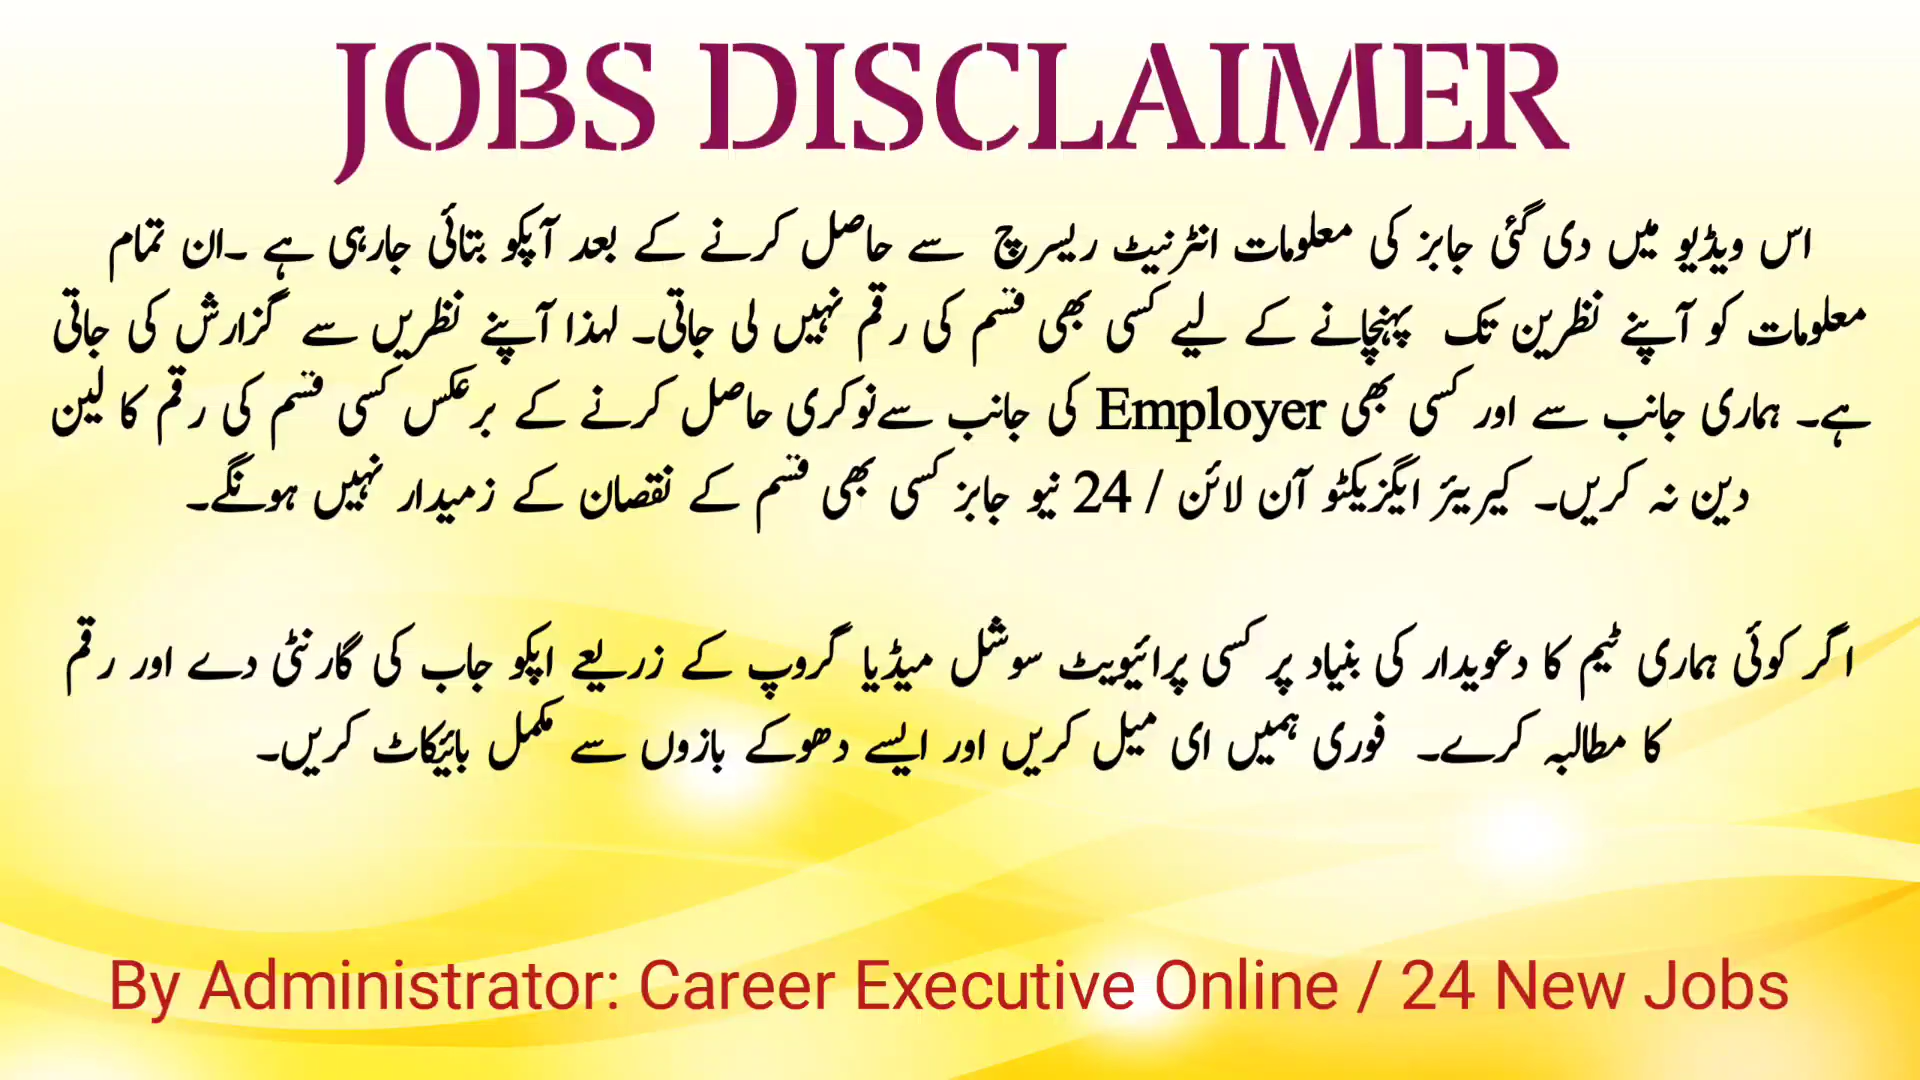 JOBS DISCLAIMER
اس ویڈیو میں دی گئی جابز کی معلومات انٹرنیٹ ریسرچ سے حاصل کرنے کے بعد آپکو بتائی جارہی ہے ۔ان تمام
معلومات کو آپنے نظرین تک پہنچانے کے لیے کسی بھی قسم کی رقم نہیں لی جاتی۔ لہذا آپنے نظریں سے گزارش کی جاتی
ہے۔ ہماری جانب سے اور کسی بھی Employer کی جانب سےنوکری حاصل کرنے کے برعکس کسی قسم کی رقم کا لین
دین نہ کریں۔ کیریئر ایگزیکٹو آن لائن / 24 نیو جابز کسی بھی قسم کے نقصان کے زمیدار نہیں ہونگے۔
اگر کوئی ہماری ٹیم کا دعویدار کی بنیاد پر کسی پرائیویٹ سوشل میڈیا گروپ کے زریعے اپکو جاب کی گارنٹی دے اور رقم
کا مطالبہ کرے۔ فوری ہمیں ای میل کریں اور ایسے دھوکے بازوں سے مکمل بائیکاٹ کریں۔
By Administrator: Career Executive Online / 24 New Jobs